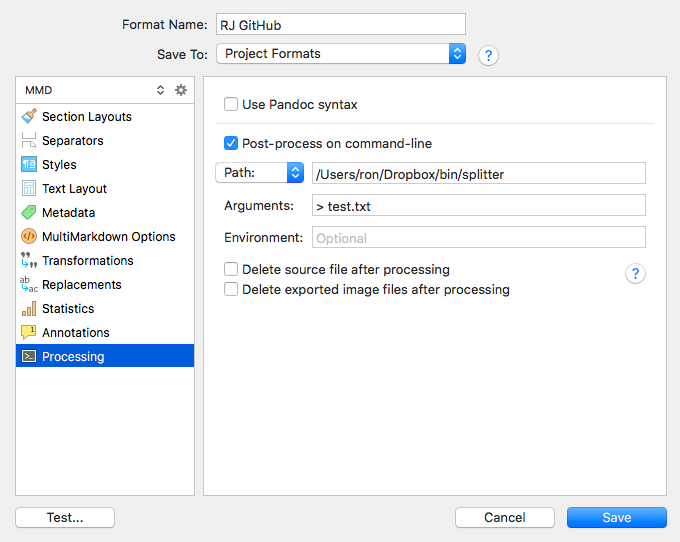 Format Name: RJ GitHub
Save To: Project Formats ?
MMD
Section Layouts
Separators
Styles
Text Layout
Metadata
MultiMarkdown Options
Transformations
Replacements
Statistics
Annotations
Processing
Use Pandoc syntax
Post-process on command-line
Path: /Users/ron/Dropbox/bin/splitter
Arguments: > test.txt
Environment: Optional
Delete source file after processing ?
Delete exported image files after processing
Test... Cancel Save